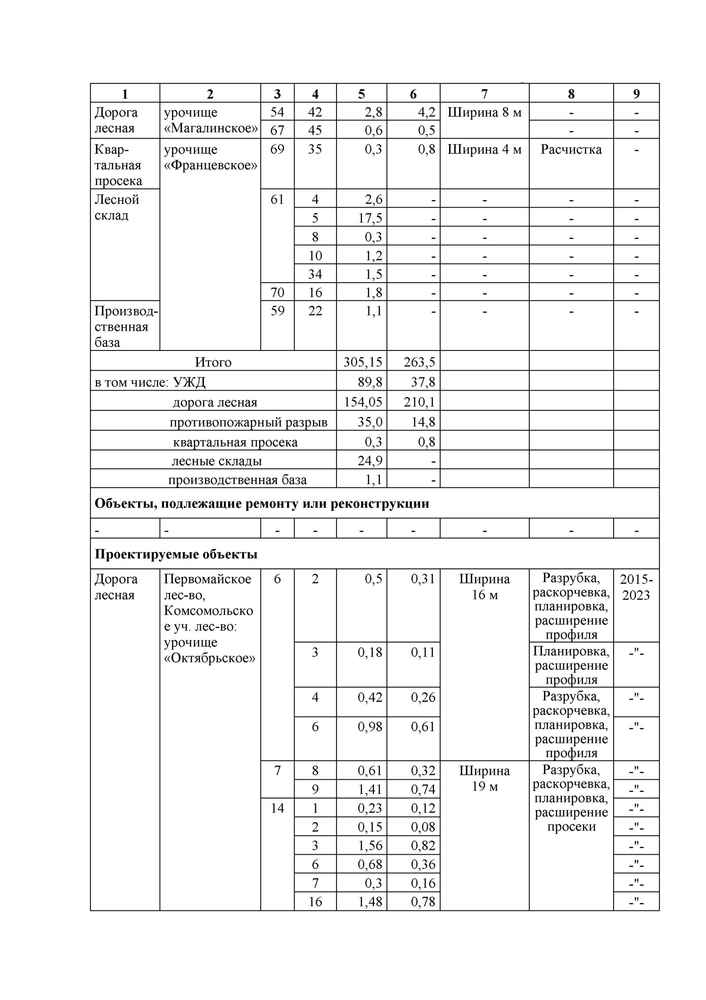 1 2 3 4 5 6 7 8 9
Дорога урочище 54 42 2,8 4,2 Ширина 8 м - -
лесная «Магалинское» 67 45 0,6 0,5 - -
Квар- урочище 69 35 0,3 0,8 Ширина 4 м Расчистка -
тальная «Францевское»
просека
Лесной 61 4 2,6 - - - -
склад 5 17,5 - - - -
8 0,3 - - - -
10 1,2 - - - -
34 1,5 - - - -
70 16 1,8 - - - -
Производ- 59 22 1,1 - - - -
ственная
база
Итого 305,15 263,5
в том числе: УЖД 89,8 37,8
дорога лесная 154,05 210,1
противопожарный разрыв 35,0 14,8
квартальная просека 0,3 0,8
лесные склады 24,9 -
производственная база 1,1 -
Объекты, подлежащие ремонту или реконструкции
- - - - - - - - -
Проектируемые объекты
Дорога Первомайское 6 2 0,5 0,31 Ширина Разрубка, 2015-
лесная лес-во, 16 м раскорчевка, 2023
Комсомольско планировка,
е уч. лес-во: расширение
урочище профиля
«Октябрьское» 3 0,18 0,11 Планировка, -"-
расширение
профиля
4 0,42 0,26 Разрубка, -"-
раскорчевка,
6 0,98 0,61 планировка, -"-
расширение
профиля
7 8 0,61 0,32 Ширина Разрубка, -"-
9 1,41 0,74 19 м раскорчевка, -"-
14 1 0,23 0,12 планировка, -"-
расширение
2 0,15 0,08 просеки -"-
3 1,56 0,82 -"-
6 0,68 0,36 -"-
7 0,3 0,16 -"-
16 1,48 0,78 -"-